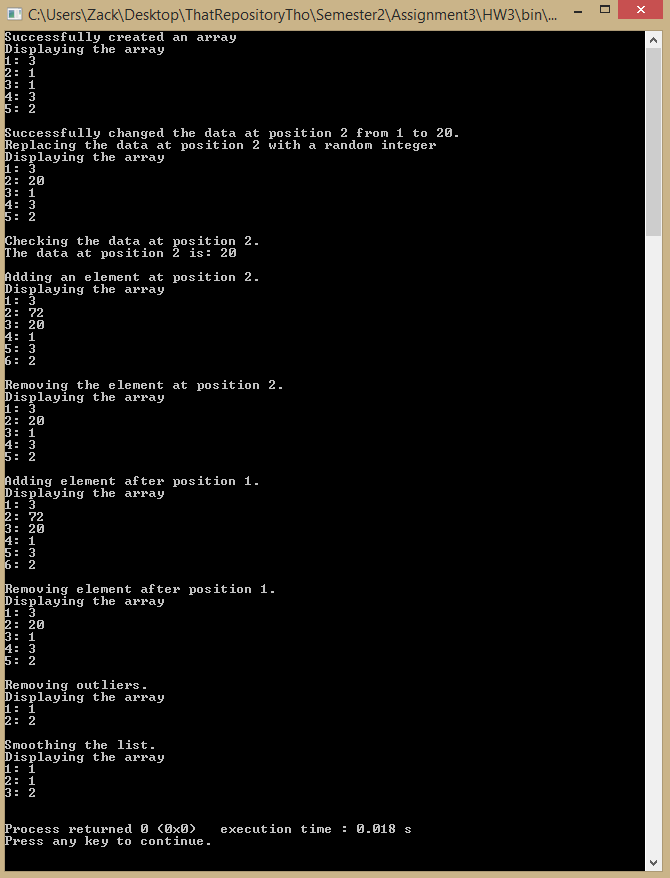 C:\Users\Zack\Desktop\ThatRepositoryTho\Semester2\Assignment3\HW3\bin\...
Successfully created an array
Displaying the array
1: 3
2: 1
3: 1
4: 3
5: 2
Successfully changed the data at position 2 from 1 to 20.
Replacing the data at position 2 with a random integer
Displaying the array
1: 3
2: 20
3: 1
4: 3
5: 2
Checking the data at position 2.
The data at position 2 is: 20
Adding an element at position 2.
Displaying the array
1: 3
2: 72
3: 20
4: 1
5: 3
6: 2
Removing the element at position 2.
Displaying the array
1: 3
2: 20
3: 1
4: 3
5: 2
Adding element after position 1.
Displaying the array
1: 3
2: 72
3: 20
4: 1
5: 3
6: 2
Removing element after position 1.
Displaying the array
1: 3
2: 20
3: 1
4: 3
5: 2
Removing outliers.
Displaying the array
1: 1
2: 2
Smoothing the list.
Displaying the array
1: 1
2: 1
3: 2
Process returned 0 (0x0)   execution time : 0.018 s
Press any key to continue.